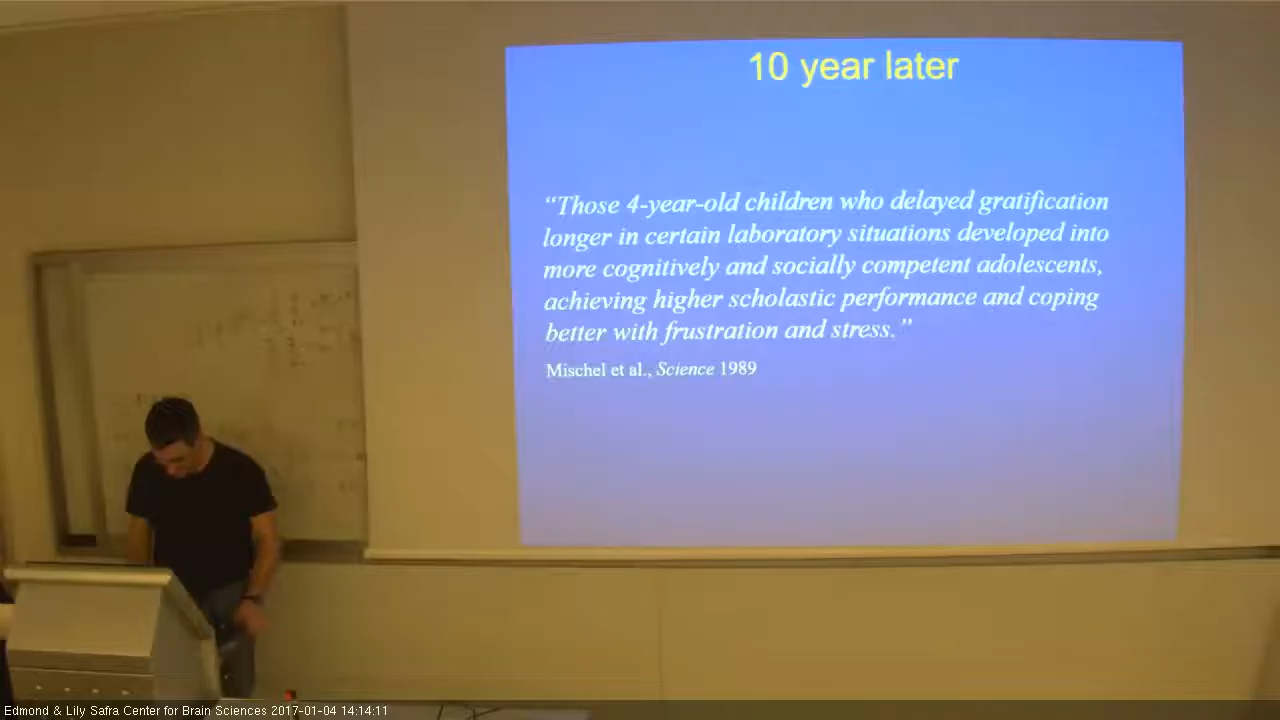 10 year later
“Those 4-year-old children who delayed gratification
longer in certain laboratory situations developed into
more cognitively and socially competent adolescents,
achieving higher scholastic performance and coping
better with frustration and stress.”
Mischel et al., Science 1989
Edmond & Lily Safra Center for Brain Sciences 2017-01-04 14:14:11